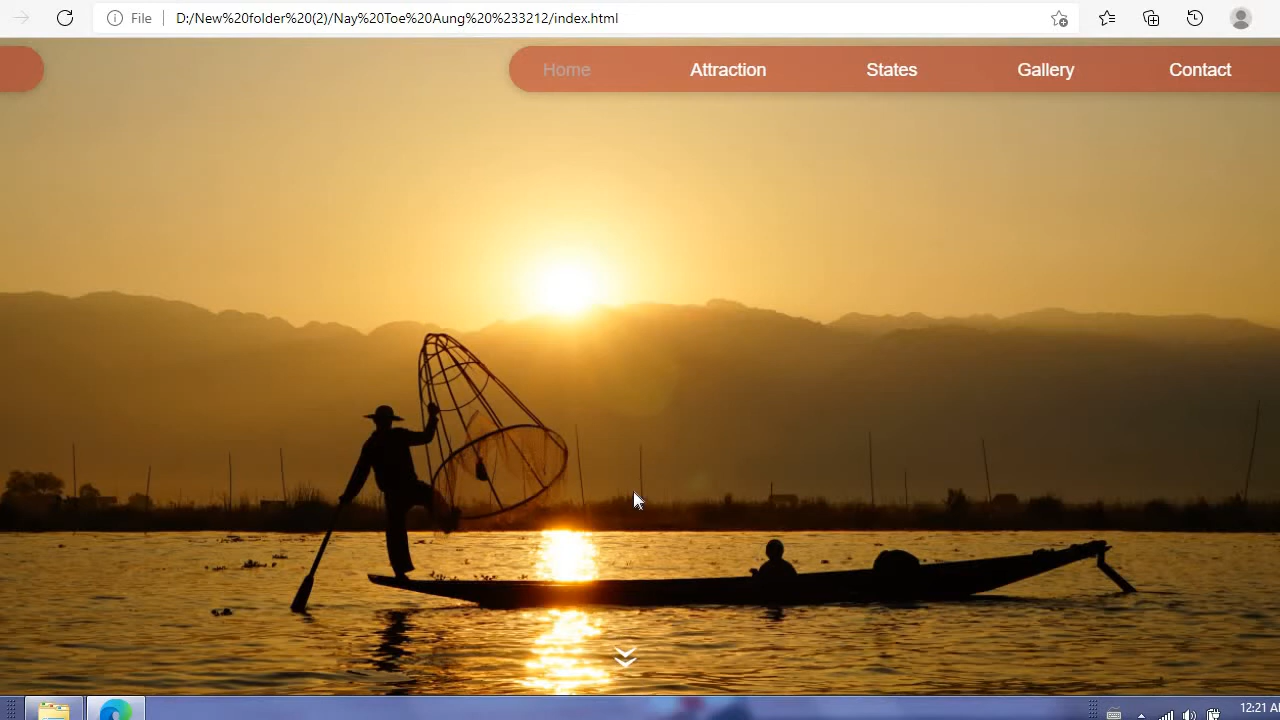 File
D:/New%20folder%20(2)/Nay%20Toe%20Aung%20%233212/index.html
Home Attraction States Gallery Contact
12:21 A